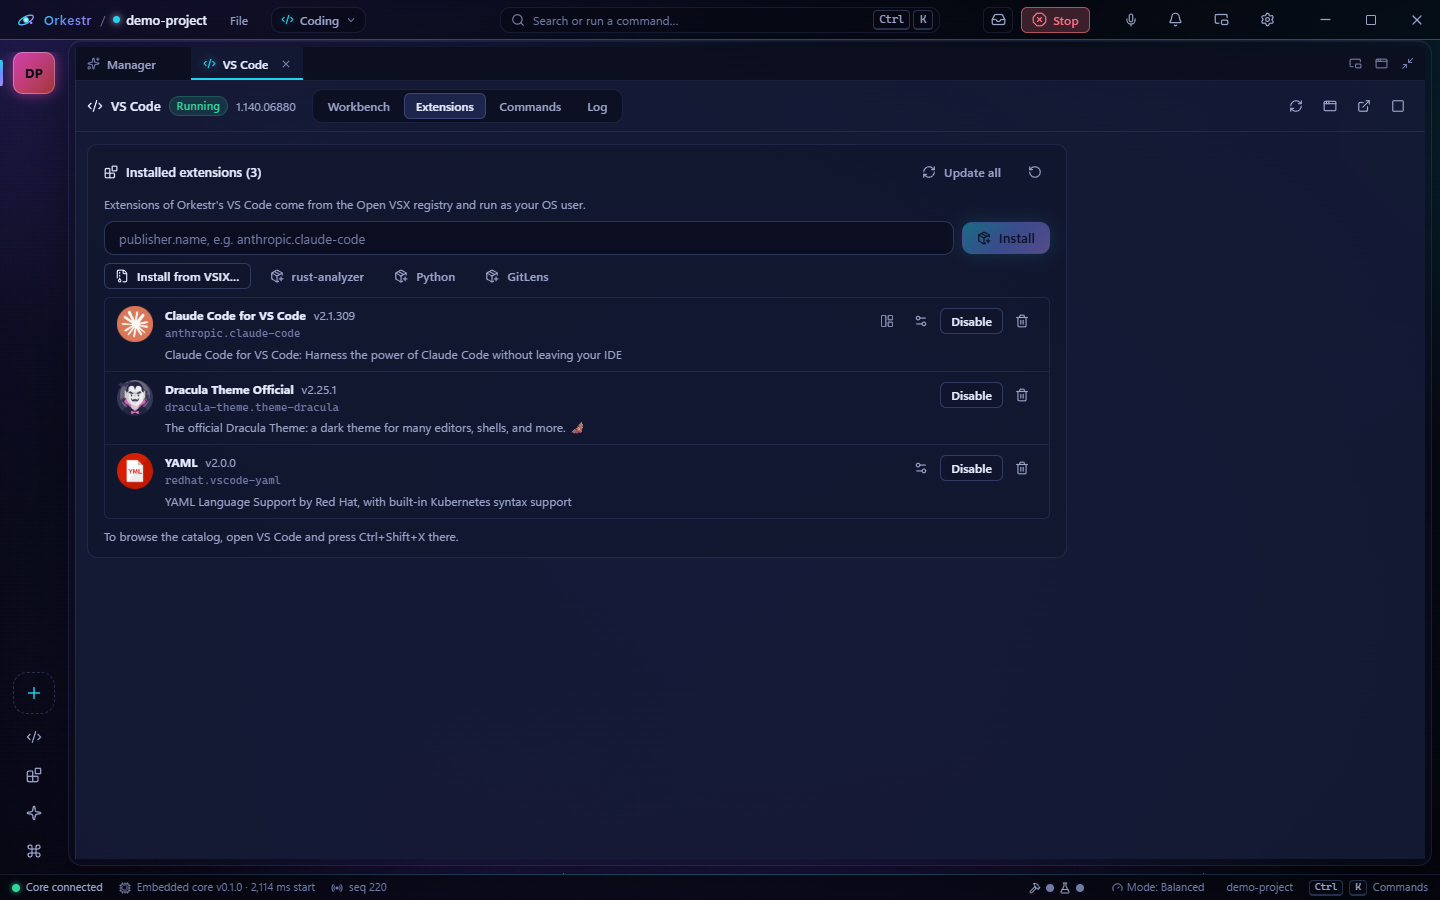 Orkestr / demo-project File Coding Search or run a command... Ctrl K Stop
DP
Manager VS Code
VS Code Running 1.140.06880 Workbench Extensions Commands Log
Installed extensions (3) Update all
Extensions of Orkestr's VS Code come from the Open VSX registry and run as your OS user.
publisher.name, e.g. anthropic.claude-code Install
Install from VSIX... rust-analyzer Python GitLens
Claude Code for VS Code v2.1.309
anthropic.claude-code
Disable
Claude Code for VS Code: Harness the power of Claude Code without leaving your IDE
Dracula Theme Official v2.25.1
dracula-theme.theme-dracula
Disable
The official Dracula Theme: a dark theme for many editors, shells, and more.
YML
YAML v2.0.0
redhat.vscode-yaml
Disable
YAML Language Support by Red Hat, with built-in Kubernetes syntax support
To browse the catalog, open VS Code and press Ctrl+Shift+X there.
Core connected Embedded core v0.1.0 · 2,114 ms start seq 220 Mode: Balanced demo-project Ctrl K Commands